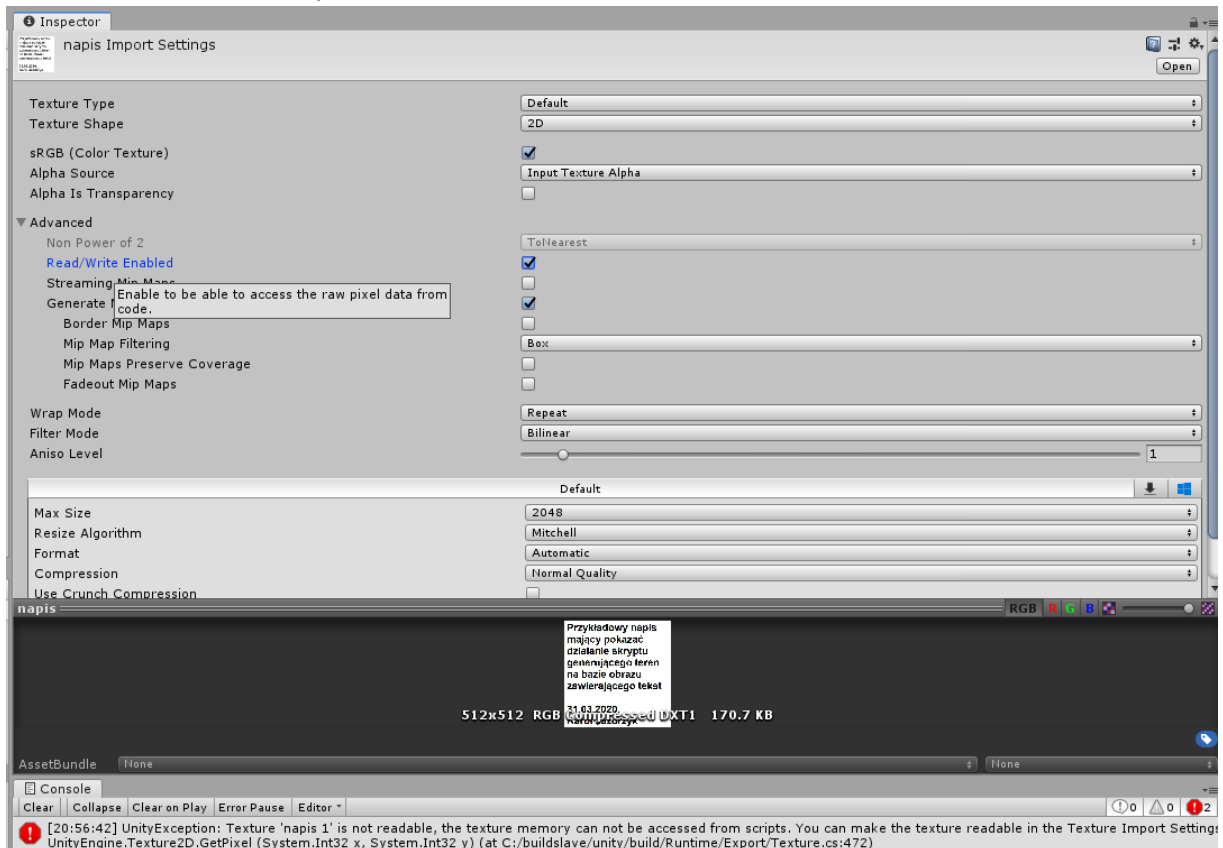 Inspector
napis Import Settings
Open
Texture Type Default
Texture Shape 2D
sRGB (Color Texture)
Alpha Source Input Texture Alpha
Alpha Is Transparency
Advanced
Non Power of 2 ToNearest
Read/Write Enabled
Streaming Mip Maps
Enable to be able to access the raw pixel data from
Generate
code.
Border Mip Maps
Mip Map Filtering Box
Mip Maps Preserve Coverage
Fadeout Mip Maps
Wrap Mode Repeat
Filter Mode Bilinear
Aniso Level 1
Default
Max Size 2048
Resize Algorithm Mitchell
Format Automatic
Compression Normal Quality
Use Crunch Compression
napis RGB R G B
Przykładowy napis
mający pokazać
działanie skryptu
generującego teren
na bazie obrazu
zawierającego tekst
31.03.2020.
512x512 RGB Compressed DXT1 170.7 KB
AssetBundle None None
Console
Clear Collapse Clear on Play Error Pause Editor 0 0 2
[20:56:42] UnityException: Texture 'napis 1' is not readable, the texture memory can not be accessed from scripts. You can make the texture readable in the Texture Import Settings
UnityEngine.Texture2D.GetPixel (System.Int32 x, System.Int32 y) (at C:/buildslave/unity/build/Runtime/Export/Texture.cs:472)